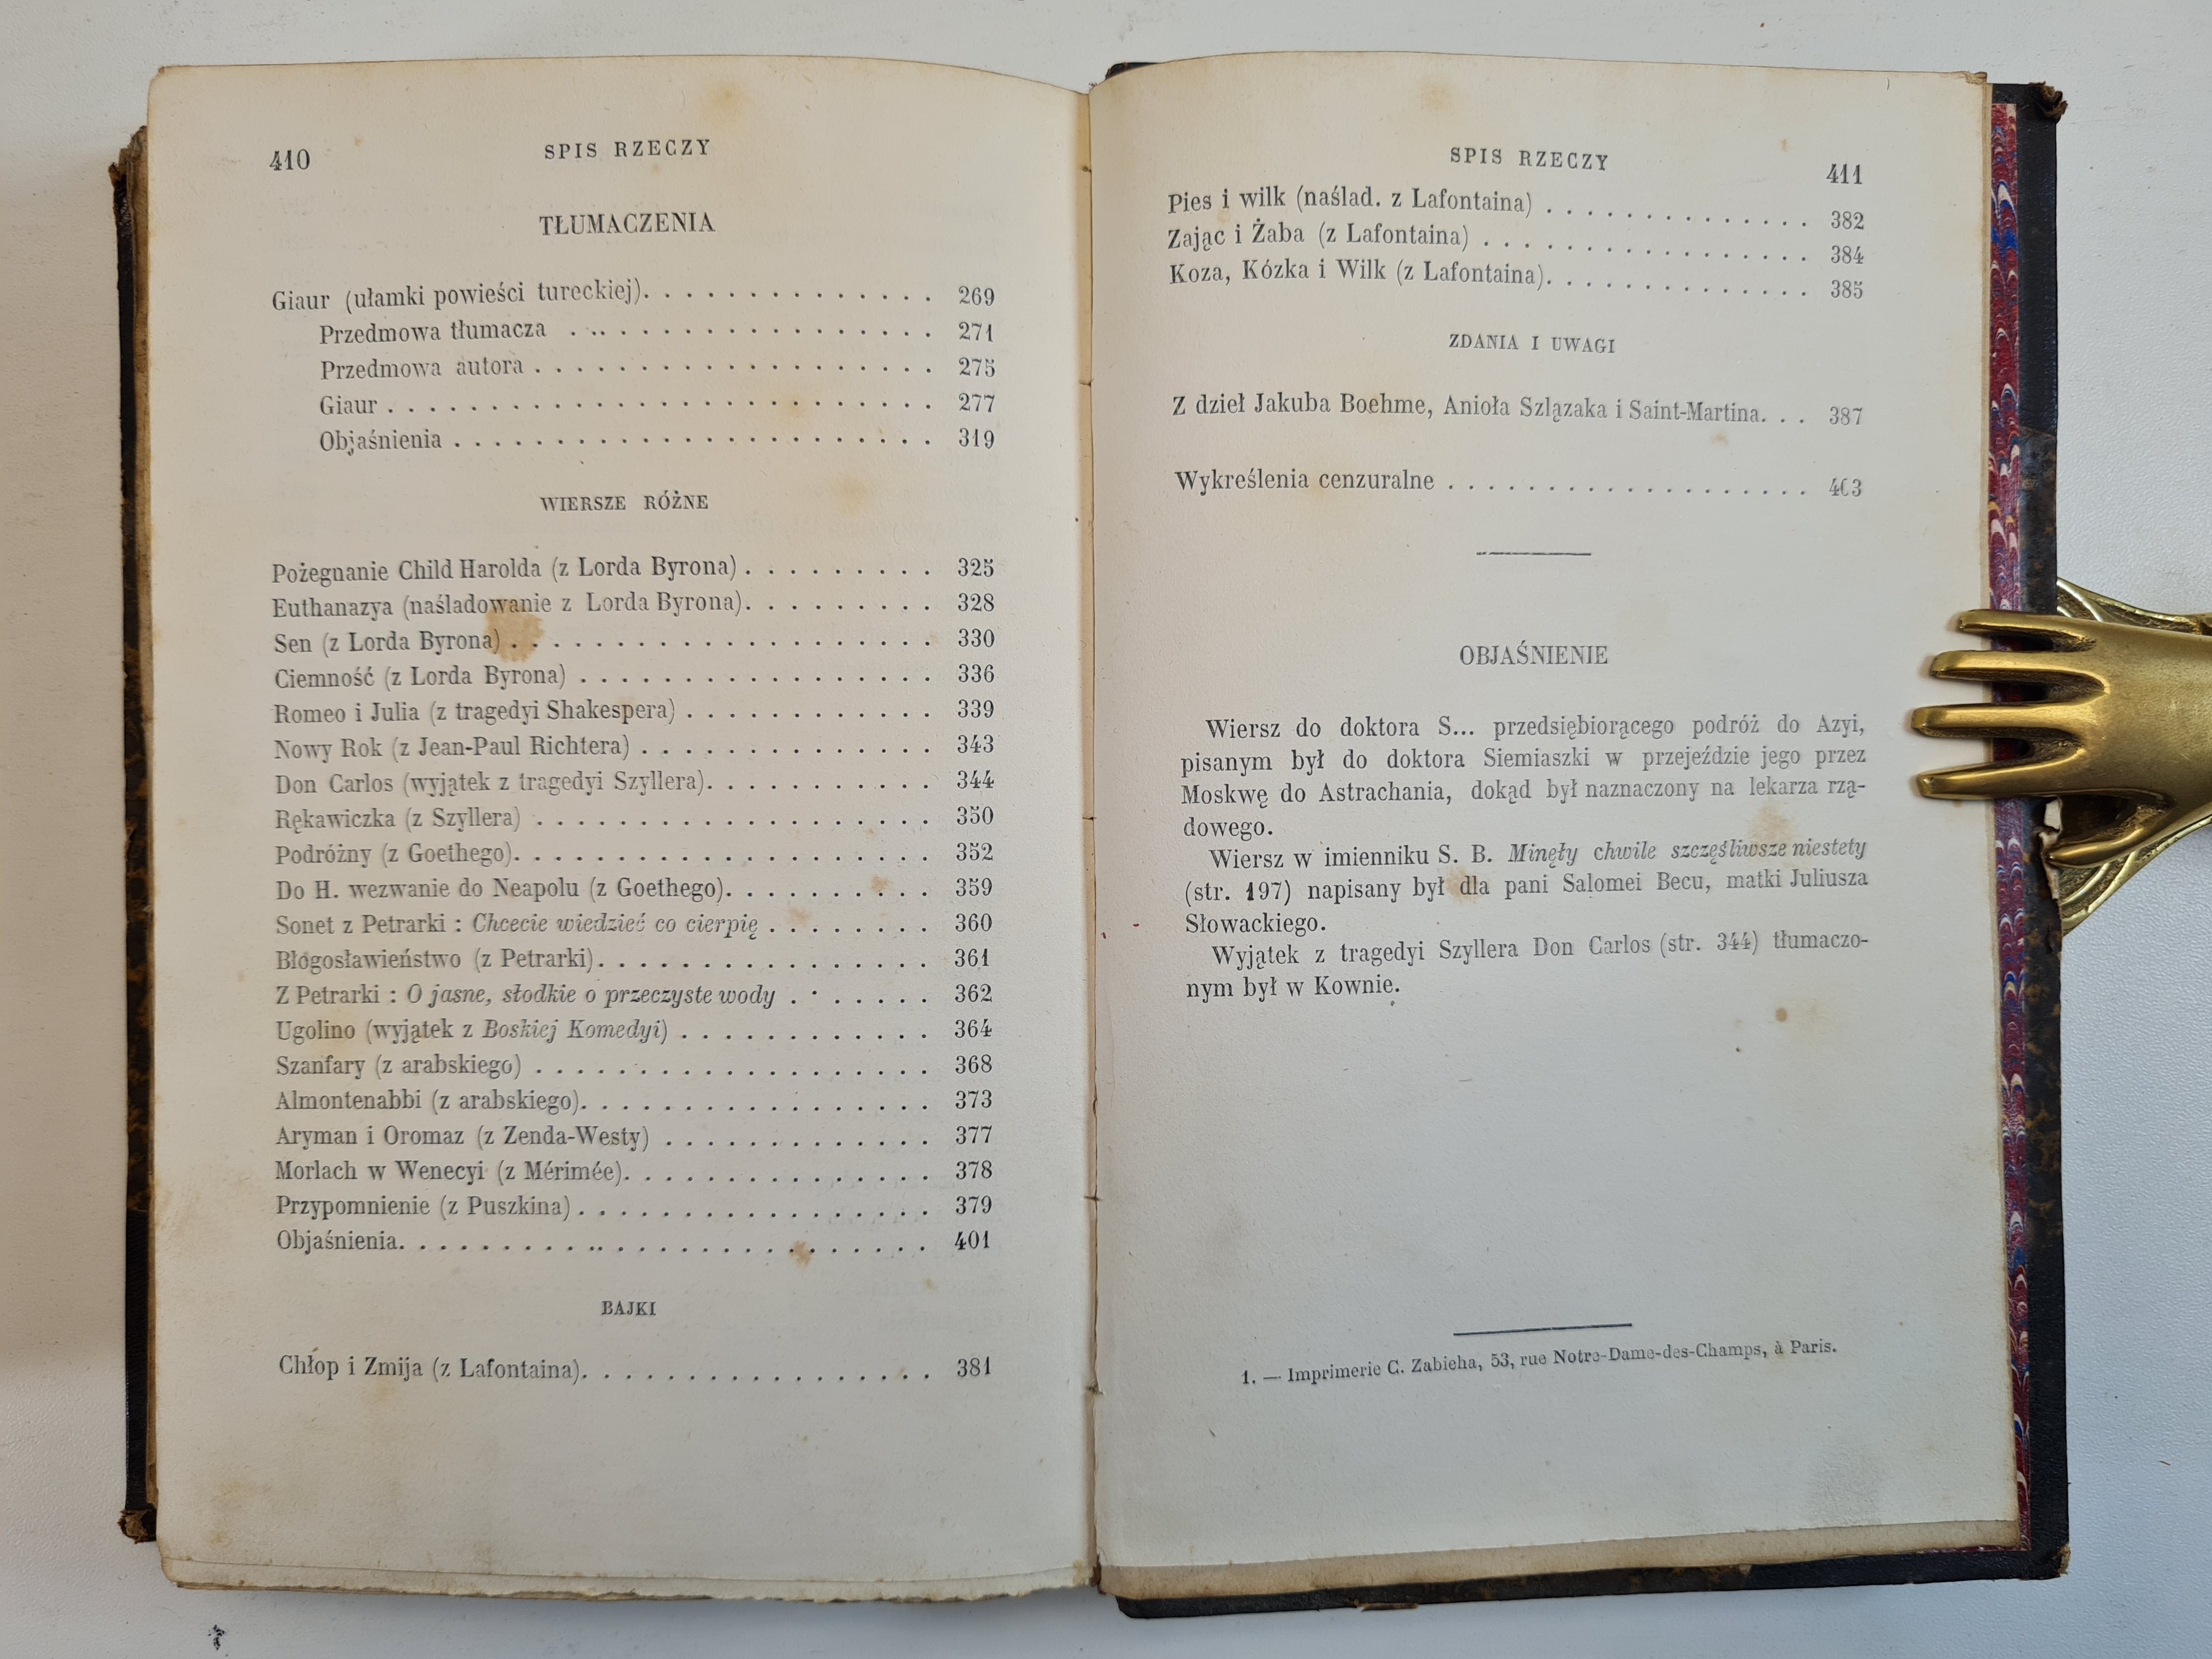 410
SPIS RZECZY
TŁUMACZENIA
Giaur (ułamki powieści tureckiej). . . . . . . . . . . . . . . 269
Przedmowa tłumacza . . . . . . . . . . . . . . . . . . 271
Przedmowa autora . . . . . . . . . . . . . . . . . . . . 275
Giaur . . . . . . . . . . . . . . . . . . . . . . . . . . . 277
Objaśnienia . . . . . . . . . . . . . . . . . . . . . . . . 319
WIERSZE RÓŻNE
Pożegnanie Child Harolda (z Lorda Byrona) . . . . . . . . . . 325
Euthanazya (naśladowanie z Lorda Byrona). . . . . . . . . . 328
Sen (z Lorda Byrona) . . . . . . . . . . . . . . . . . . . . . 330
Ciemność (z Lorda Byrona) . . . . . . . . . . . . . . . . . . 336
Romeo i Julia (z tragedyi Shakespera) . . . . . . . . . . . . . 339
Nowy Rok (z Jean-Paul Richtera) . . . . . . . . . . . . . . . 343
Don Carlos (wyjątek z tragedyi Szyllera). . . . . . . . . . . . 344
Rękawiczka (z Szyllera) . . . . . . . . . . . . . . . . . . . . 350
Podróżny (z Goethego). . . . . . . . . . . . . . . . . . . . . 352
Do H. wezwanie do Neapolu (z Goethego). . . . . . . . . . . 359
Sonet z Petrarki : Chcecie wiedzieć co cierpię . . . . . . . . 360
Błogosławieństwo (z Petrarki). . . . . . . . . . . . . . . . . 361
Z Petrarki : O jasne, słodkie o przeczyste wody . . . . . . . 362
Ugolino (wyjątek z Boskiej Komedyi) . . . . . . . . . . . . . 364
Szanfary (z arabskiego) . . . . . . . . . . . . . . . . . . . . 368
Almontenabbi (z arabskiego). . . . . . . . . . . . . . . . . . 373
Aryman i Oromaz (z Zenda-Westy) . . . . . . . . . . . . . . 377
Morlach w Wenecyi (z Mérimée). . . . . . . . . . . . . . . . 378
Przypomnienie (z Puszkina) . . . . . . . . . . . . . . . . . . 379
Objaśnienia. . . . . . . . . . . . . . . . . . . . . . . . . . . 401
BAJKI
Chłop i Zmija (z Lafontaina). . . . . . . . . . . . . . . . . . 381
SPIS RZECZY
411
Pies i wilk (naślad. z Lafontaina) . . . . . . . . . . . . . . 382
Zając i Żaba (z Lafontaina) . . . . . . . . . . . . . . . . . 384
Koza, Kózka i Wilk (z Lafontaina). . . . . . . . . . . . . . 385
ZDANIA I UWAGI
Z dzieł Jakuba Boehme, Anioła Szlązaka i Saint-Martina. . . 387
Wykreślenia cenzuralne . . . . . . . . . . . . . . . . . . . 403
OBJAŚNIENIE
Wiersz do doktora S... przedsiębiorącego podróż do Azyi,
pisanym był do doktora Siemiaszki w przejeździe jego przez
Moskwę do Astrachania, dokąd był naznaczony na lekarza rzą-
dowego.
Wiersz w imienniku S. B. Minęły chwile szczęśliwsze niestety
(str. 197) napisany był dla pani Salomei Becu, matki Juliusza
Słowackiego.
Wyjątek z tragedyi Szyllera Don Carlos (str. 344) tłumaczo-
nym był w Kownie.
1. — Imprimerie C. Zabieha, 53, rue Notre-Dame-des-Champs, à Paris.